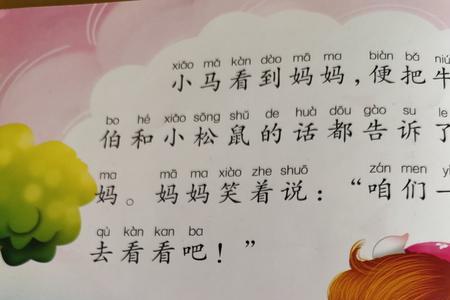 xiǎo mǎ kàn dào mā ma biàn bǎ
小马看到妈妈，便把牛
bo hé xiǎo sōng shǔ de huà dōu gào su le
伯和小松鼠的话都告诉了
ma mā ma xiào zhe shuō zán men
妈。妈妈笑着说：“咱们一
qù kàn kan ba
去看看吧！”